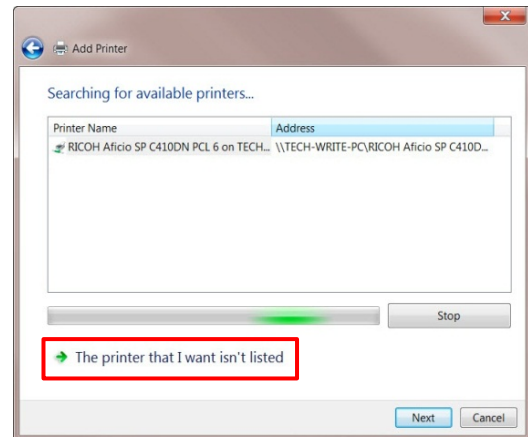 X
Add Printer
Searching for available printers...
Printer Name Address
RICOH Aficio SP C410DN PCL 6 on TECH... \\TECH-WRITE-PC\RICOH Aficio SP C410D...
Stop
The printer that I want isn't listed
Next Cancel